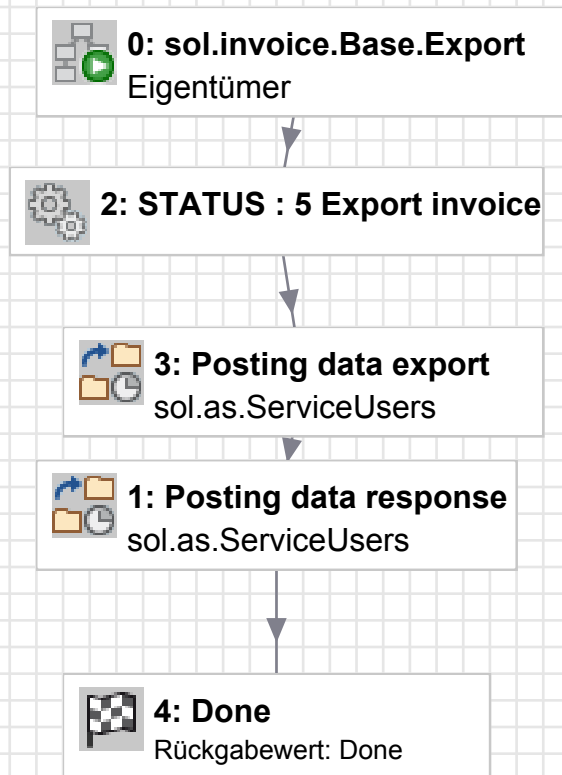 0: sol.invoice.Base.Export
Eigentümer
2: STATUS : 5 Export invoice
3: Posting data export
sol.as.ServiceUsers
1: Posting data response
sol.as.ServiceUsers
4: Done
Rückgabewert: Done